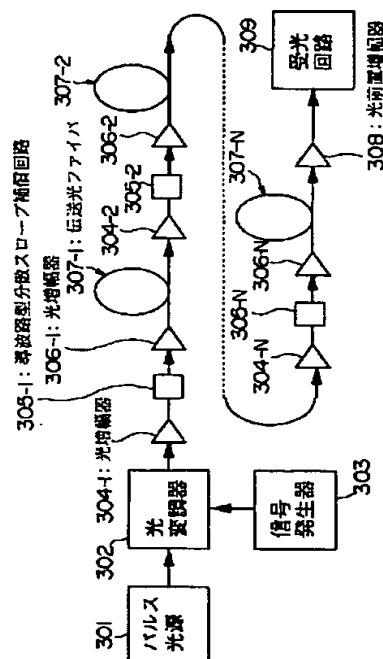 301
パルス
光源
302
光
変調器
303
信号
発生器
304-1:光増幅器
305-1:導波路型分散スロープ補償回路
306-1:光増幅器
307-1:伝送光ファイバ
304-2
305-2
306-2
307-2
304-N
305-N
306-N
307-N
308:光前置増幅器
309
受光
回路